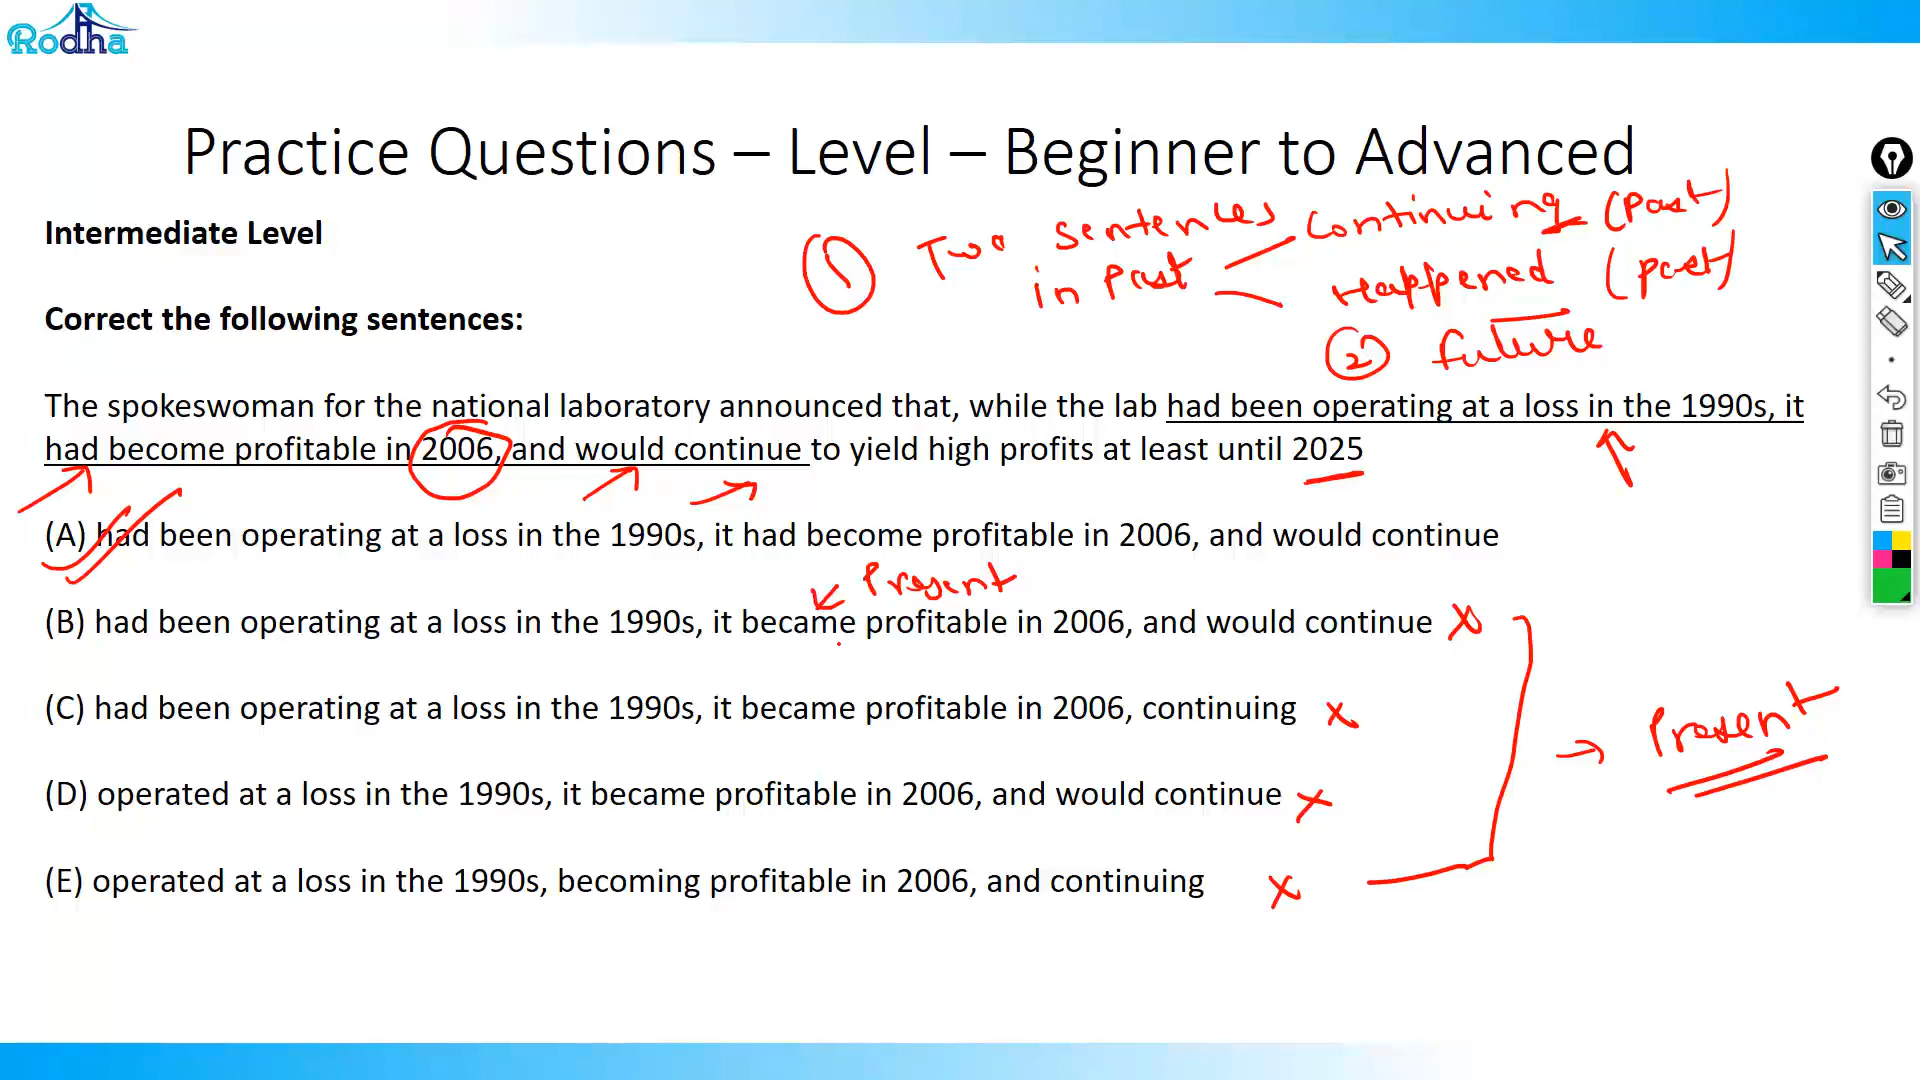 Rodha
Practice Questions – Level – Beginner to Advanced
Intermediate Level
① Two sentences in Past
Continuing (Past)
Happened (past)
② future
Correct the following sentences:
The spokeswoman for the national laboratory announced that, while the lab had been operating at a loss in the 1990s, it
had become profitable in 2006, and would continue to yield high profits at least until 2025
(A) had been operating at a loss in the 1990s, it had become profitable in 2006, and would continue
Present
(B) had been operating at a loss in the 1990s, it became profitable in 2006, and would continue x
(C) had been operating at a loss in the 1990s, it became profitable in 2006, continuing x
Present
(D) operated at a loss in the 1990s, it became profitable in 2006, and would continue x
(E) operated at a loss in the 1990s, becoming profitable in 2006, and continuing x